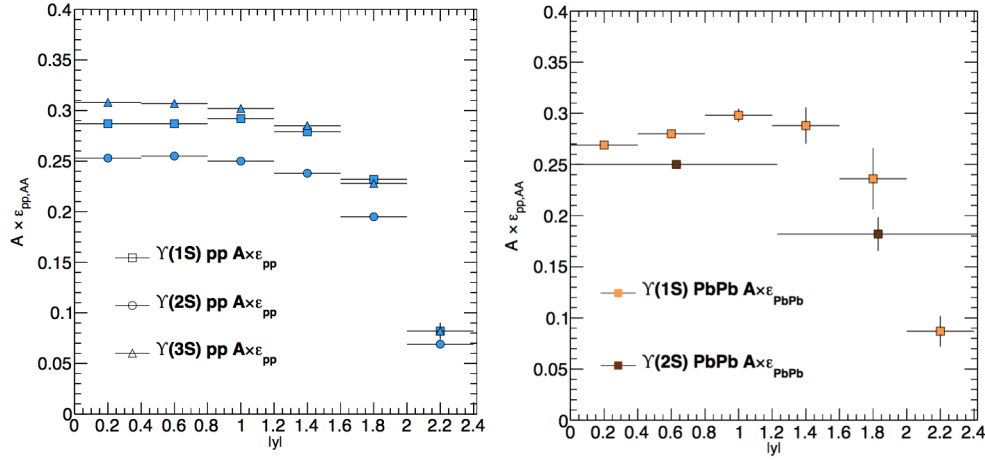 0.4
0.35
0.3
0.25
0.2
0.15
0.1
0.05
0
A × ε_pp,AA
ϒ(1S) pp A×ε_pp
ϒ(2S) pp A×ε_pp
ϒ(3S) pp A×ε_pp
0 0.2 0.4 0.6 0.8 1 1.2 1.4 1.6 1.8 2 2.2 2.4
|y|
0.4
0.35
0.3
0.25
0.2
0.15
0.1
0.05
0
A × ε_pp,AA
ϒ(1S) PbPb A×ε_PbPb
ϒ(2S) PbPb A×ε_PbPb
0 0.2 0.4 0.6 0.8 1 1.2 1.4 1.6 1.8 2 2.2 2.4
|y|